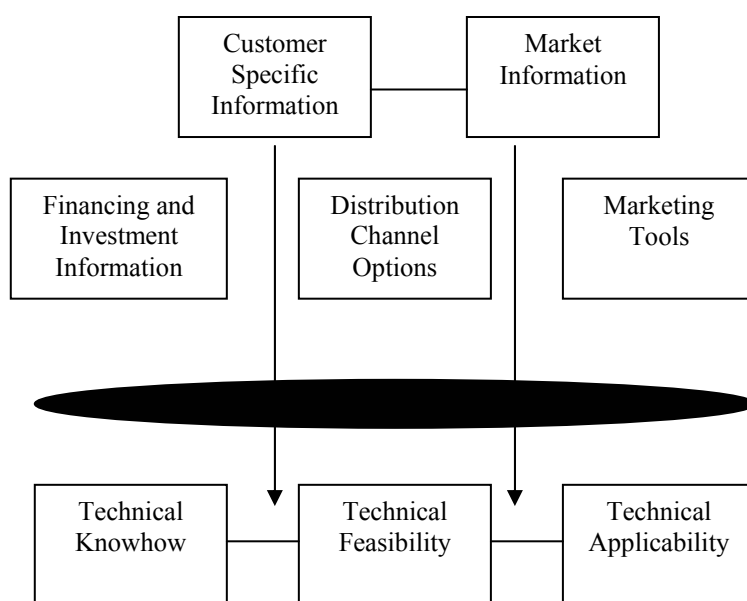 Customer
Specific
Information
Market
Information
Financing and
Investment
Information
Distribution
Channel
Options
Marketing
Tools
Technical
Knowhow
Technical
Feasibility
Technical
Applicability